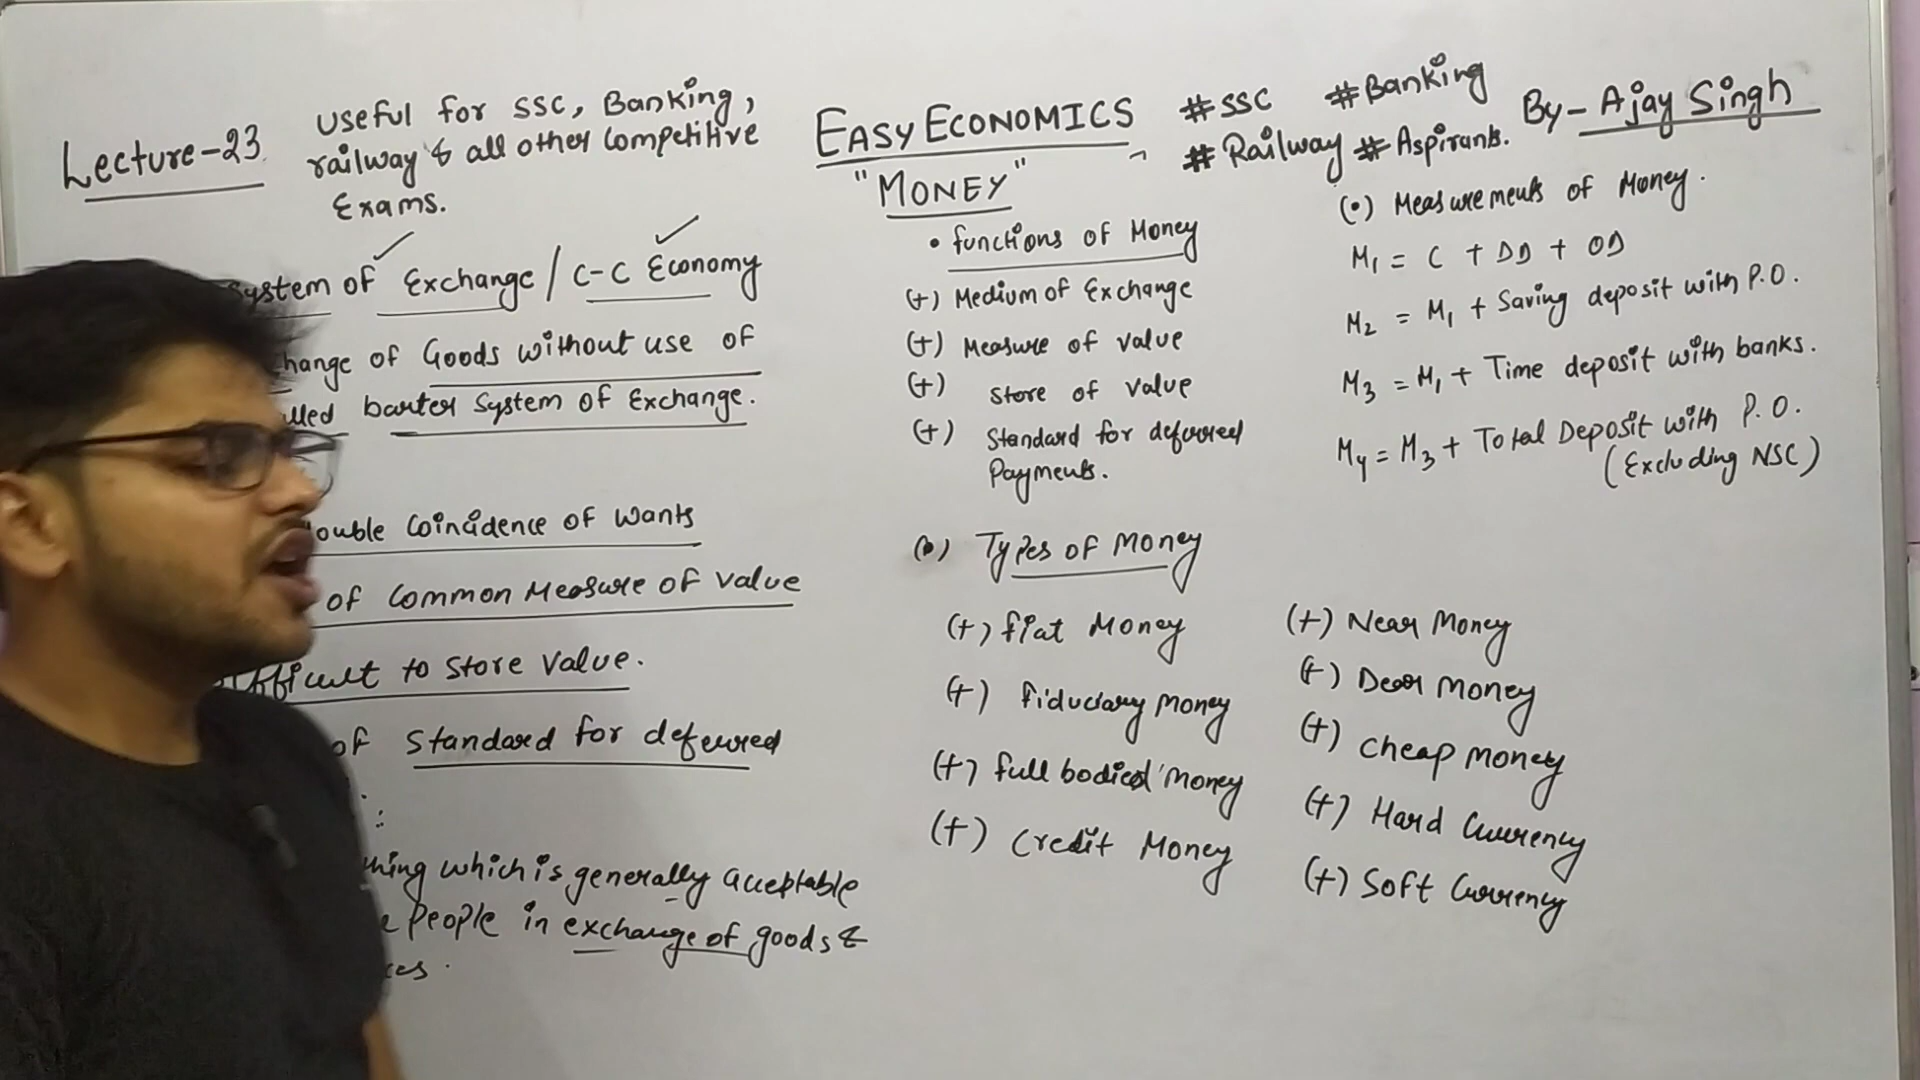 Lecture-23
Useful for SSC, Banking,
railway & all other Competitive
Exams.
EASY ECONOMICS
"MONEY"
#SSC #Banking
#Railway #Aspirants.
By- Ajay Singh
System of Exchange / C-C Economy
change of Goods without use of
barter System of Exchange.
ouble Coincidence of Wants
of Common Measure of Value
ifficult to Store Value.
of Standard for deferred
:
thing which is generally acceptable
People in exchange of goods &
• functions of Money
(+) Medium of Exchange
(+) Measure of Value
(+) Store of Value
(+) Standard for deferred
Payments.
(•) Types of Money
(+) fiat Money
(+) fiduciary Money
(+) full bodied Money
(+) Credit Money
(+) Near Money
(+) Dear Money
(+) Cheap Money
(+) Hard Currency
(+) Soft Currency
(•) Measurements of Money.
M1 = C + DD + OD
M2 = M1 + Saving deposit with P.O.
M3 = M1 + Time deposit with banks.
M4 = M3 + Total Deposit with P.O.
(Excluding NSC)